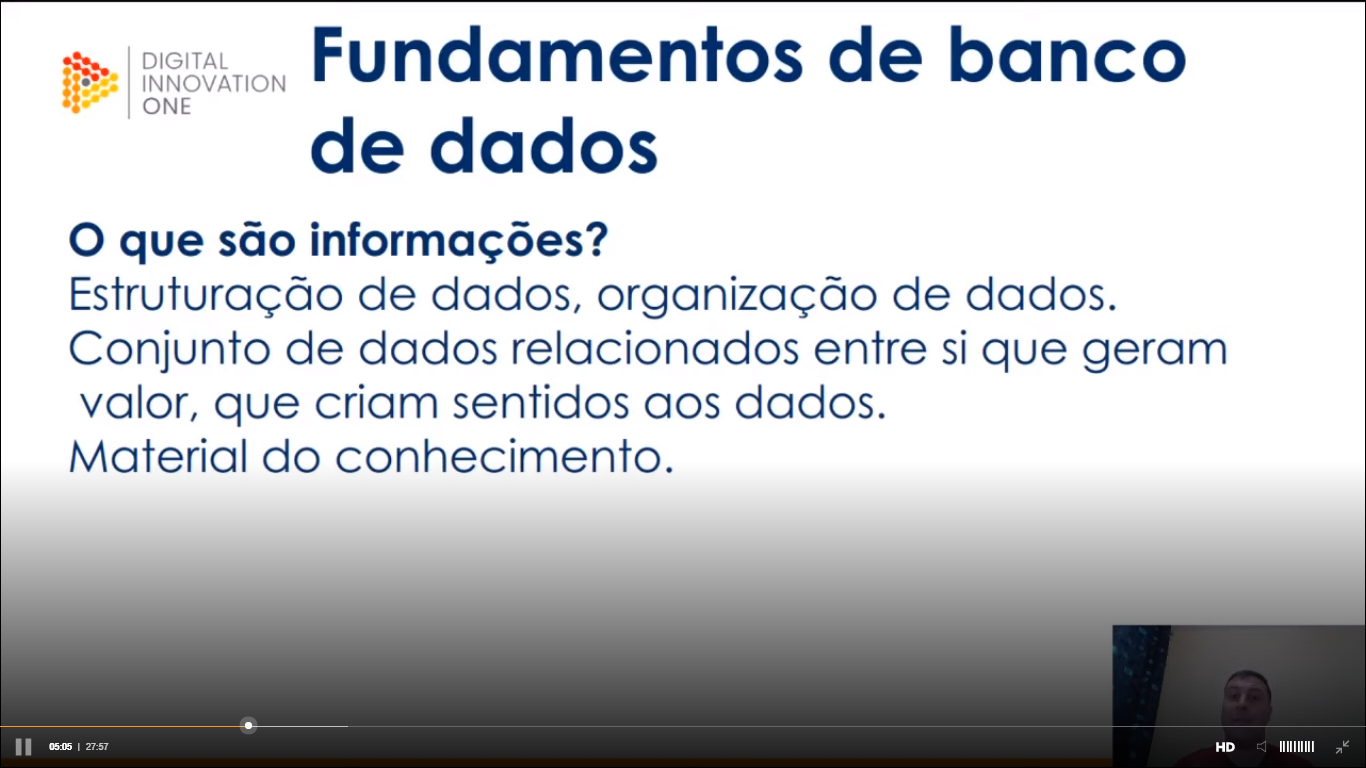 DIGITAL
INNOVATION
ONE
Fundamentos de banco
de dados
O que são informações?
Estruturação de dados, organização de dados.
Conjunto de dados relacionados entre si que geram
valor, que criam sentidos aos dados.
Material do conhecimento.
05:05 | 27:57
HD